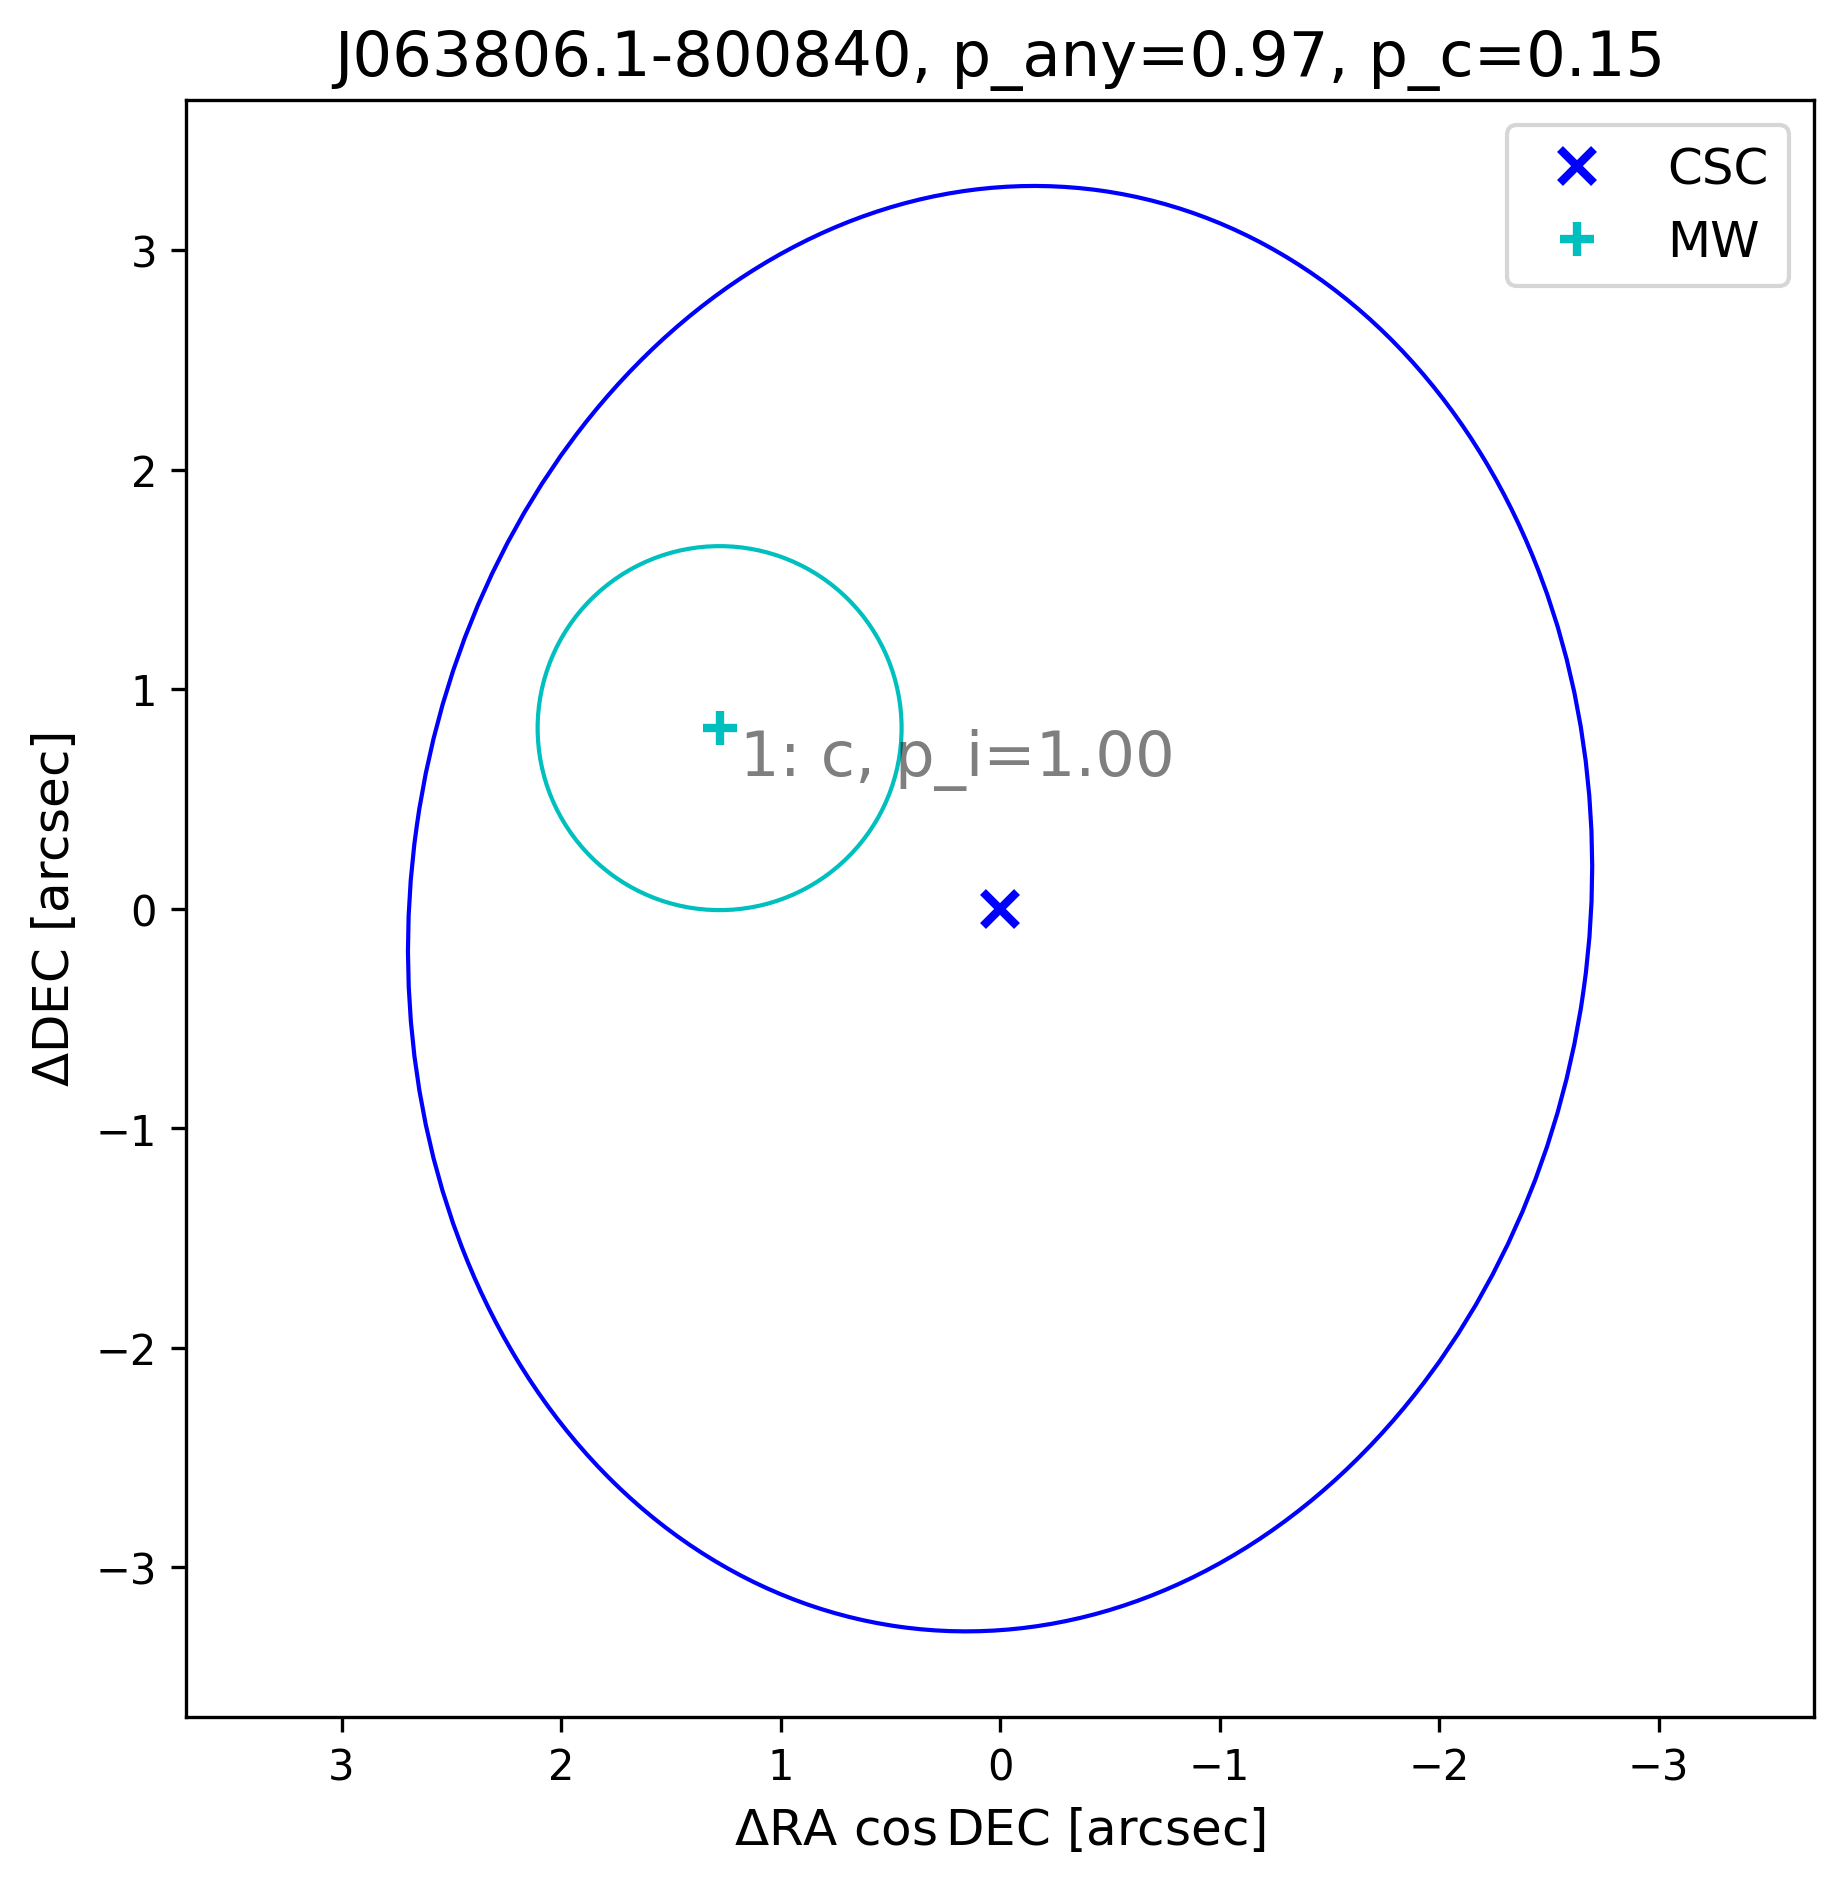 J063806.1-800840, p_any=0.97, p_c=0.15
CSC
MW
3
2
1
0
−1
−2
−3
ΔDEC [arcsec]
1: c, p_i=1.00
3 2 1 0 −1 −2 −3
ΔRA cos DEC [arcsec]